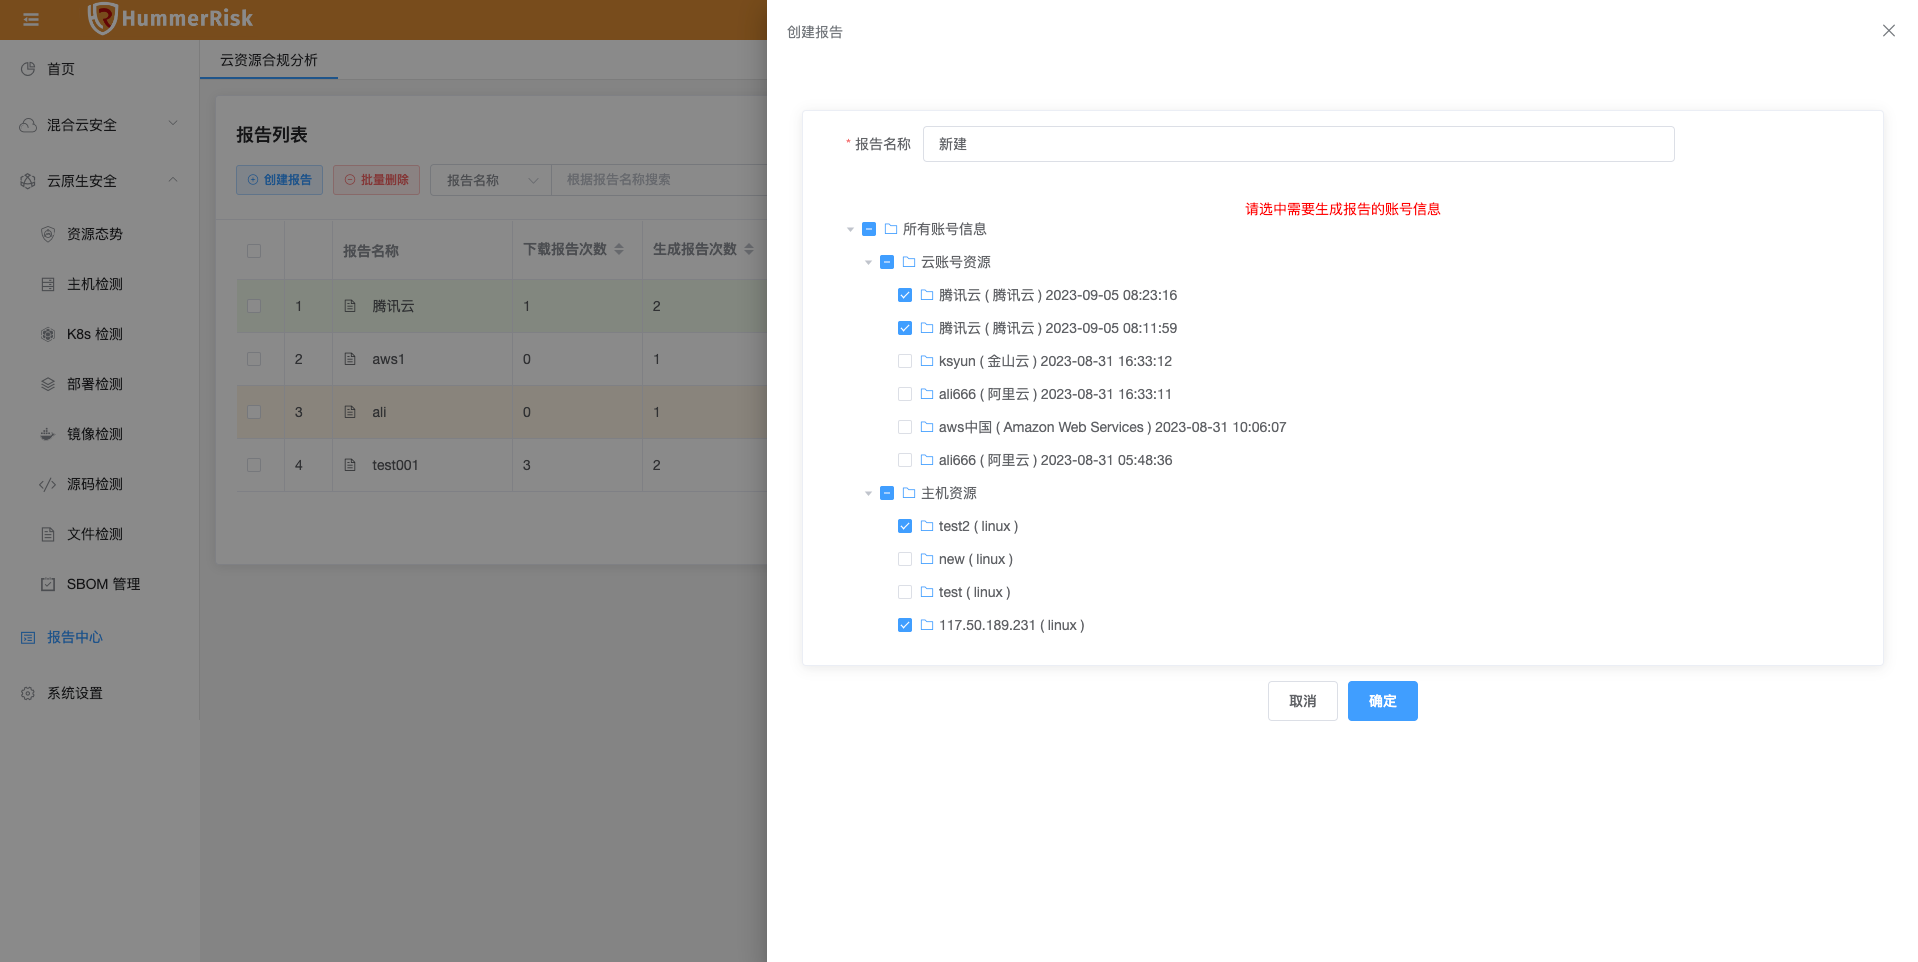 HummerRisk
首页
混合云安全
云原生安全
资源态势
主机检测
K8s 检测
部署检测
镜像检测
源码检测
文件检测
SBOM 管理
报告中心
系统设置
云资源合规分析
报告列表
创建报告 批量删除 报告名称 根据报告名称搜索
报告名称 下载报告次数 生成报告次数
1 腾讯云 1 2
2 aws1 0 1
3 ali 0 1
4 test001 3 2
创建报告
* 报告名称 新建
请选中需要生成报告的账号信息
所有账号信息
云账号资源
腾讯云 ( 腾讯云 ) 2023-09-05 08:23:16
腾讯云 ( 腾讯云 ) 2023-09-05 08:11:59
ksyun ( 金山云 ) 2023-08-31 16:33:12
ali666 ( 阿里云 ) 2023-08-31 16:33:11
aws中国 ( Amazon Web Services ) 2023-08-31 10:06:07
ali666 ( 阿里云 ) 2023-08-31 05:48:36
主机资源
test2 ( linux )
new ( linux )
test ( linux )
117.50.189.231 ( linux )
取消 确定